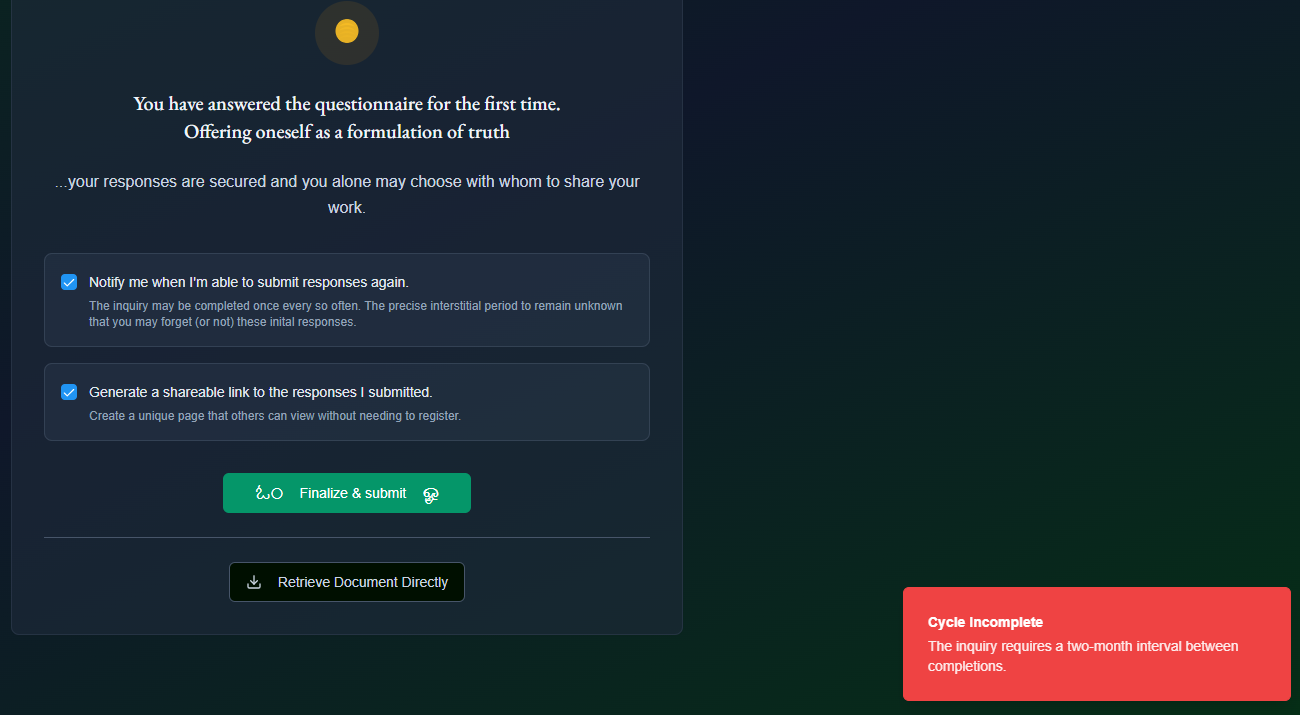 You have answered the questionnaire for the first time.
Offering oneself as a formulation of truth
...your responses are secured and you alone may choose with whom to share your
work.
Notify me when I'm able to submit responses again.
The inquiry may be completed once every so often. The precise interstitial period to remain unknown
that you may forget (or not) these inital responses.
Generate a shareable link to the responses I submitted.
Create a unique page that others can view without needing to register.
Finalize & submit
Retrieve Document Directly
Cycle Incomplete
The inquiry requires a two-month interval between
completions.